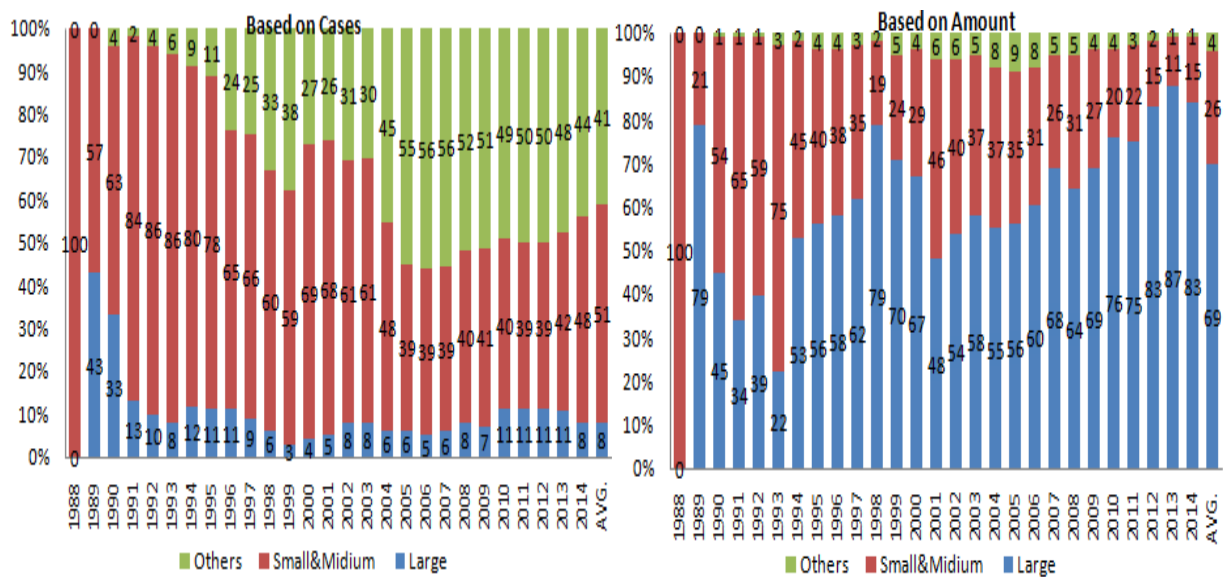 Based on Cases
100%
90%
80%
70%
60%
50%
40%
30%
20%
10%
0%
0 0 4 2 4 6 9 11 24 25 33 38 27 26 31 30 45 55 56 56 52 51 49 50 50 48 44 41
100 57 63 84 86 86 80 78 65 66 60 59 69 68 61 61 48 39 39 39 40 41 40 39 39 42 48 51
0 43 33 13 10 8 12 11 11 9 6 3 4 5 8 8 6 6 5 6 8 7 11 11 11 11 8 8
1988 1989 1990 1991 1992 1993 1994 1995 1996 1997 1998 1999 2000 2001 2002 2003 2004 2005 2006 2007 2008 2009 2010 2011 2012 2013 2014 AVG.
Others Small&Midium Large
Based on Amount
100%
90%
80%
70%
60%
50%
40%
30%
20%
10%
0%
0 0 1 1 1 3 2 4 4 3 2 5 4 6 6 5 8 9 8 5 5 4 4 3 2 1 1 4
100 21 54 65 59 75 45 40 38 35 19 24 29 46 40 37 37 35 31 26 31 27 20 22 15 11 15 26
0 79 45 34 39 22 53 56 58 62 79 70 67 48 54 58 55 56 60 68 64 69 76 75 83 87 83 69
1988 1989 1990 1991 1992 1993 1994 1995 1996 1997 1998 1999 2000 2001 2002 2003 2004 2005 2006 2007 2008 2009 2010 2011 2012 2013 2014 AVG.
Others Small&Midium Large